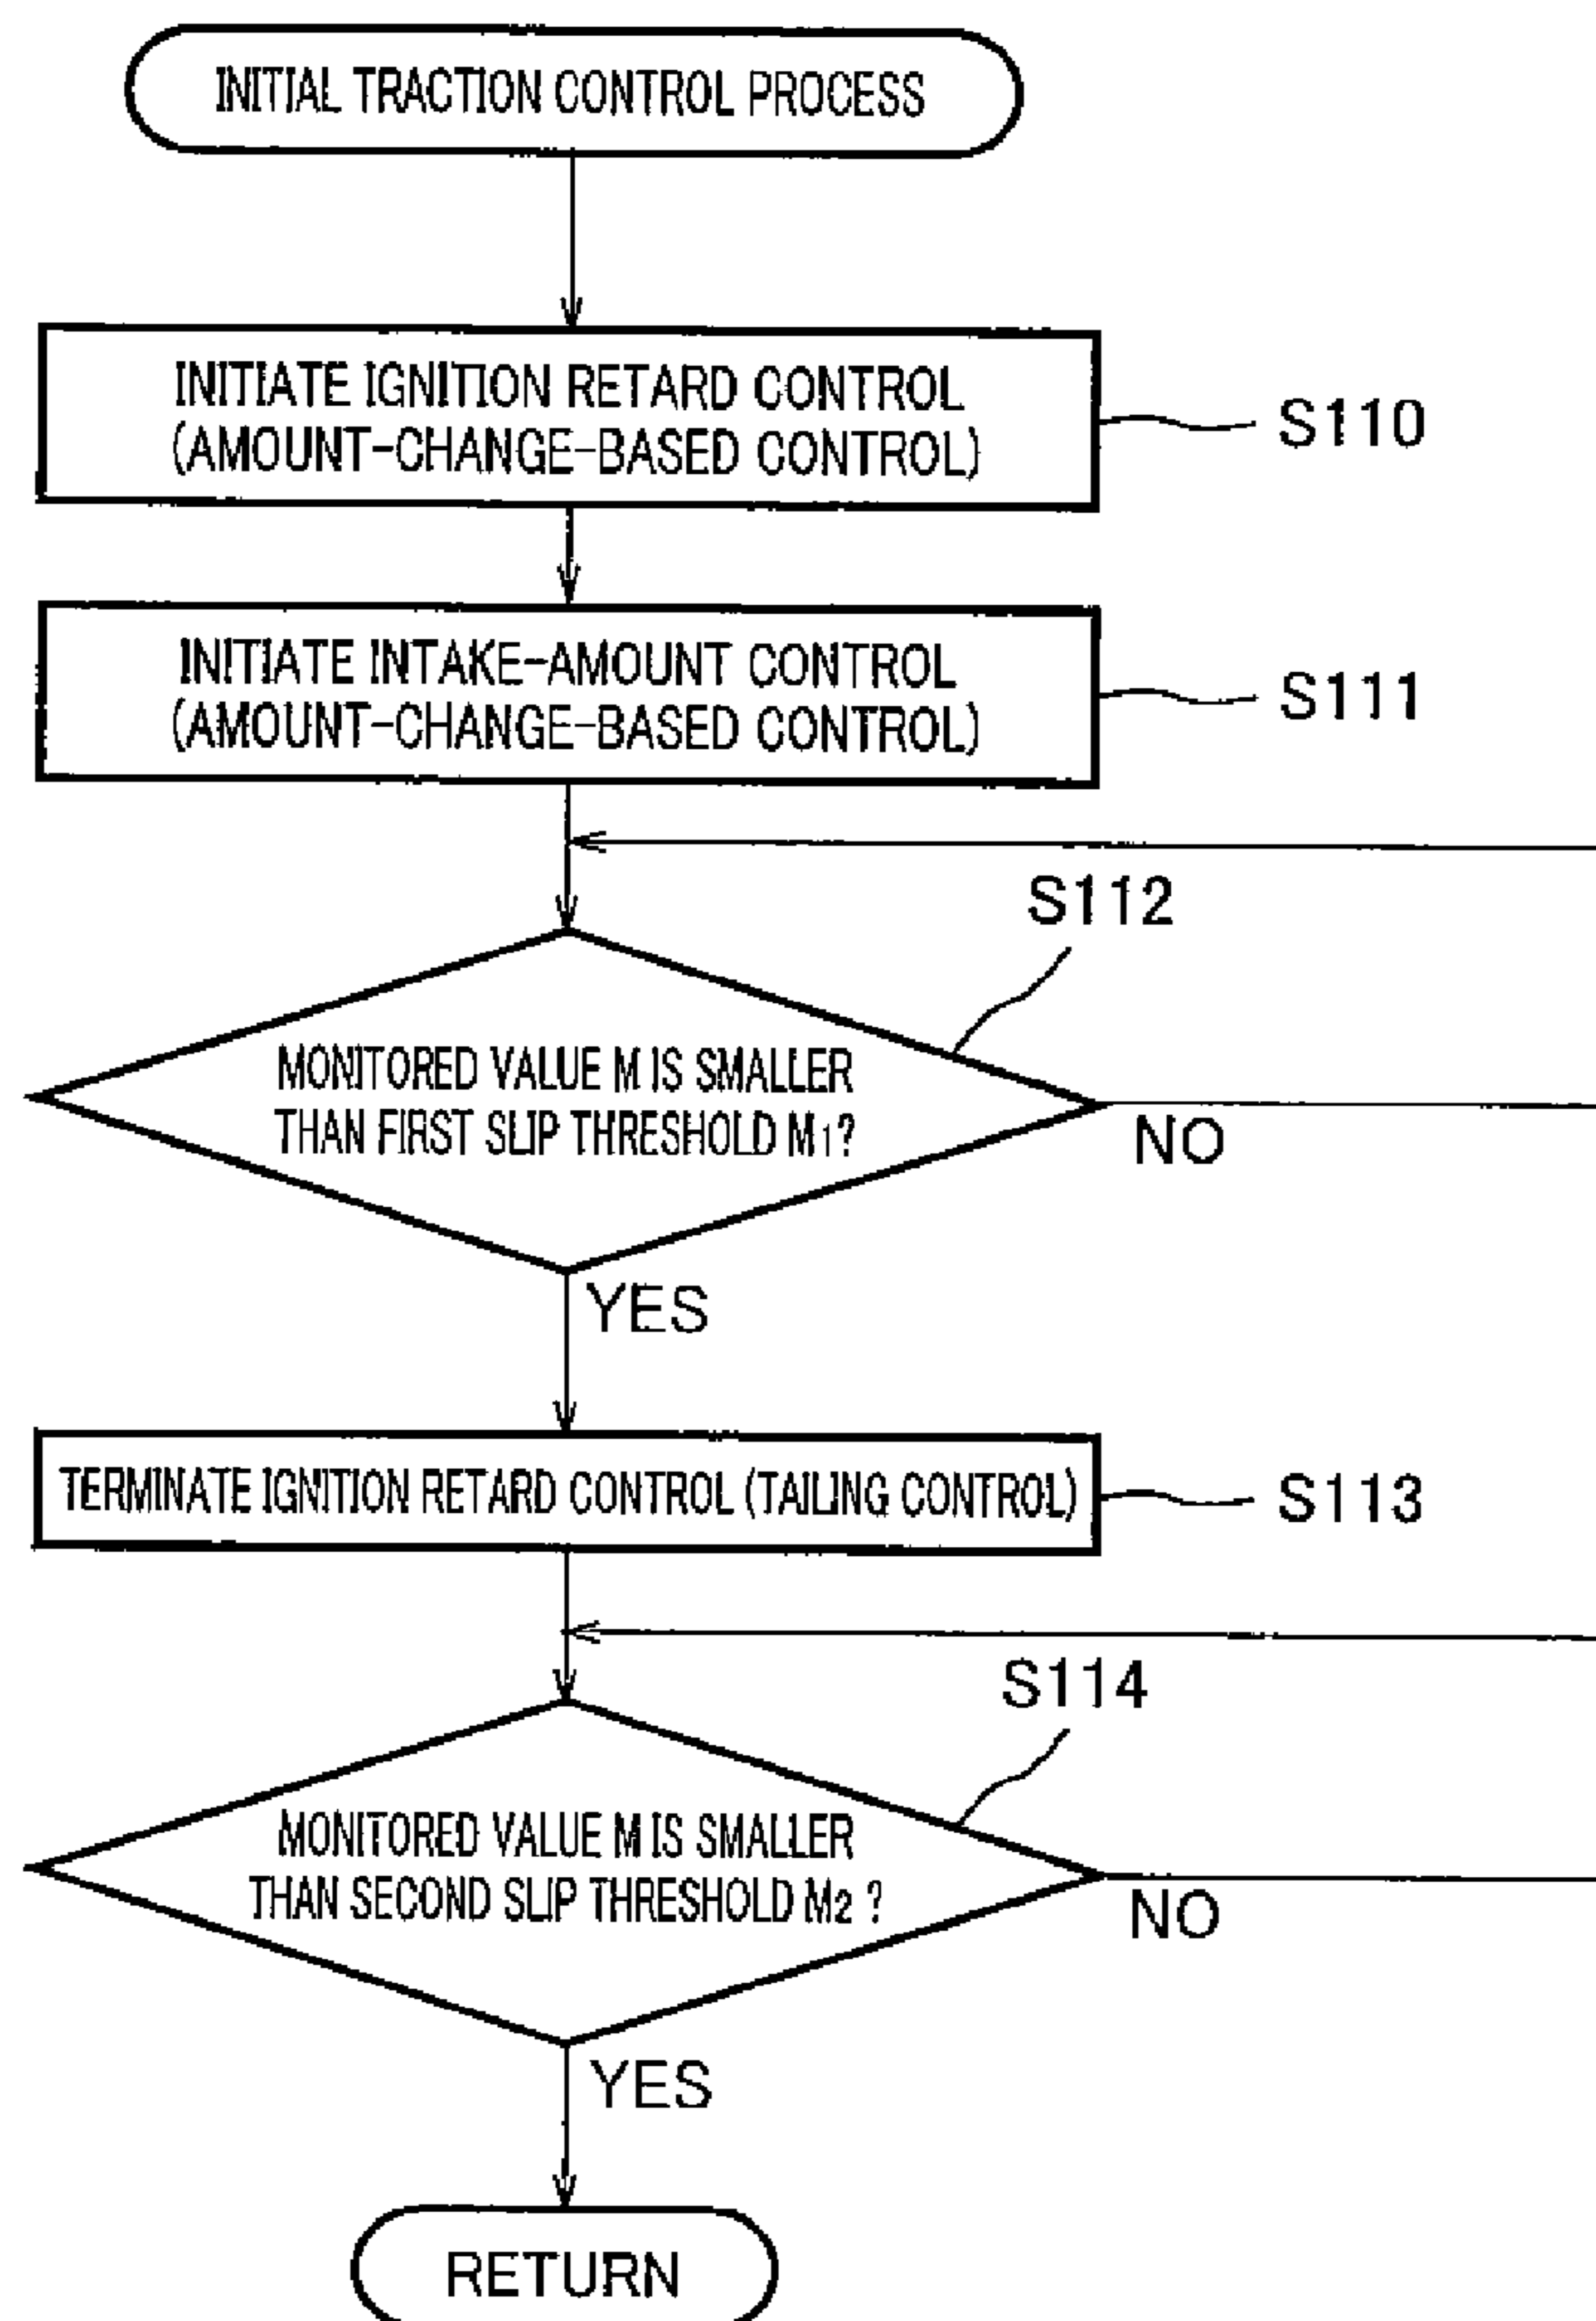 INITIAL TRACTION CONTROL PROCESS
INITIATE IGNITION RETARD CONTROL
(AMOUNT-CHANGE-BASED CONTROL)
S110
INITIATE INTAKE-AMOUNT CONTROL
(AMOUNT-CHANGE-BASED CONTROL)
S111
S112
MONITORED VALUE M IS SMALLER
THAN FIRST SLIP THRESHOLD M1?
NO
YES
TERMINATE IGNITION RETARD CONTROL (TAILING CONTROL)
S113
S114
MONITORED VALUE M IS SMALLER
THAN SECOND SLIP THRESHOLD M2 ?
NO
YES
RETURN